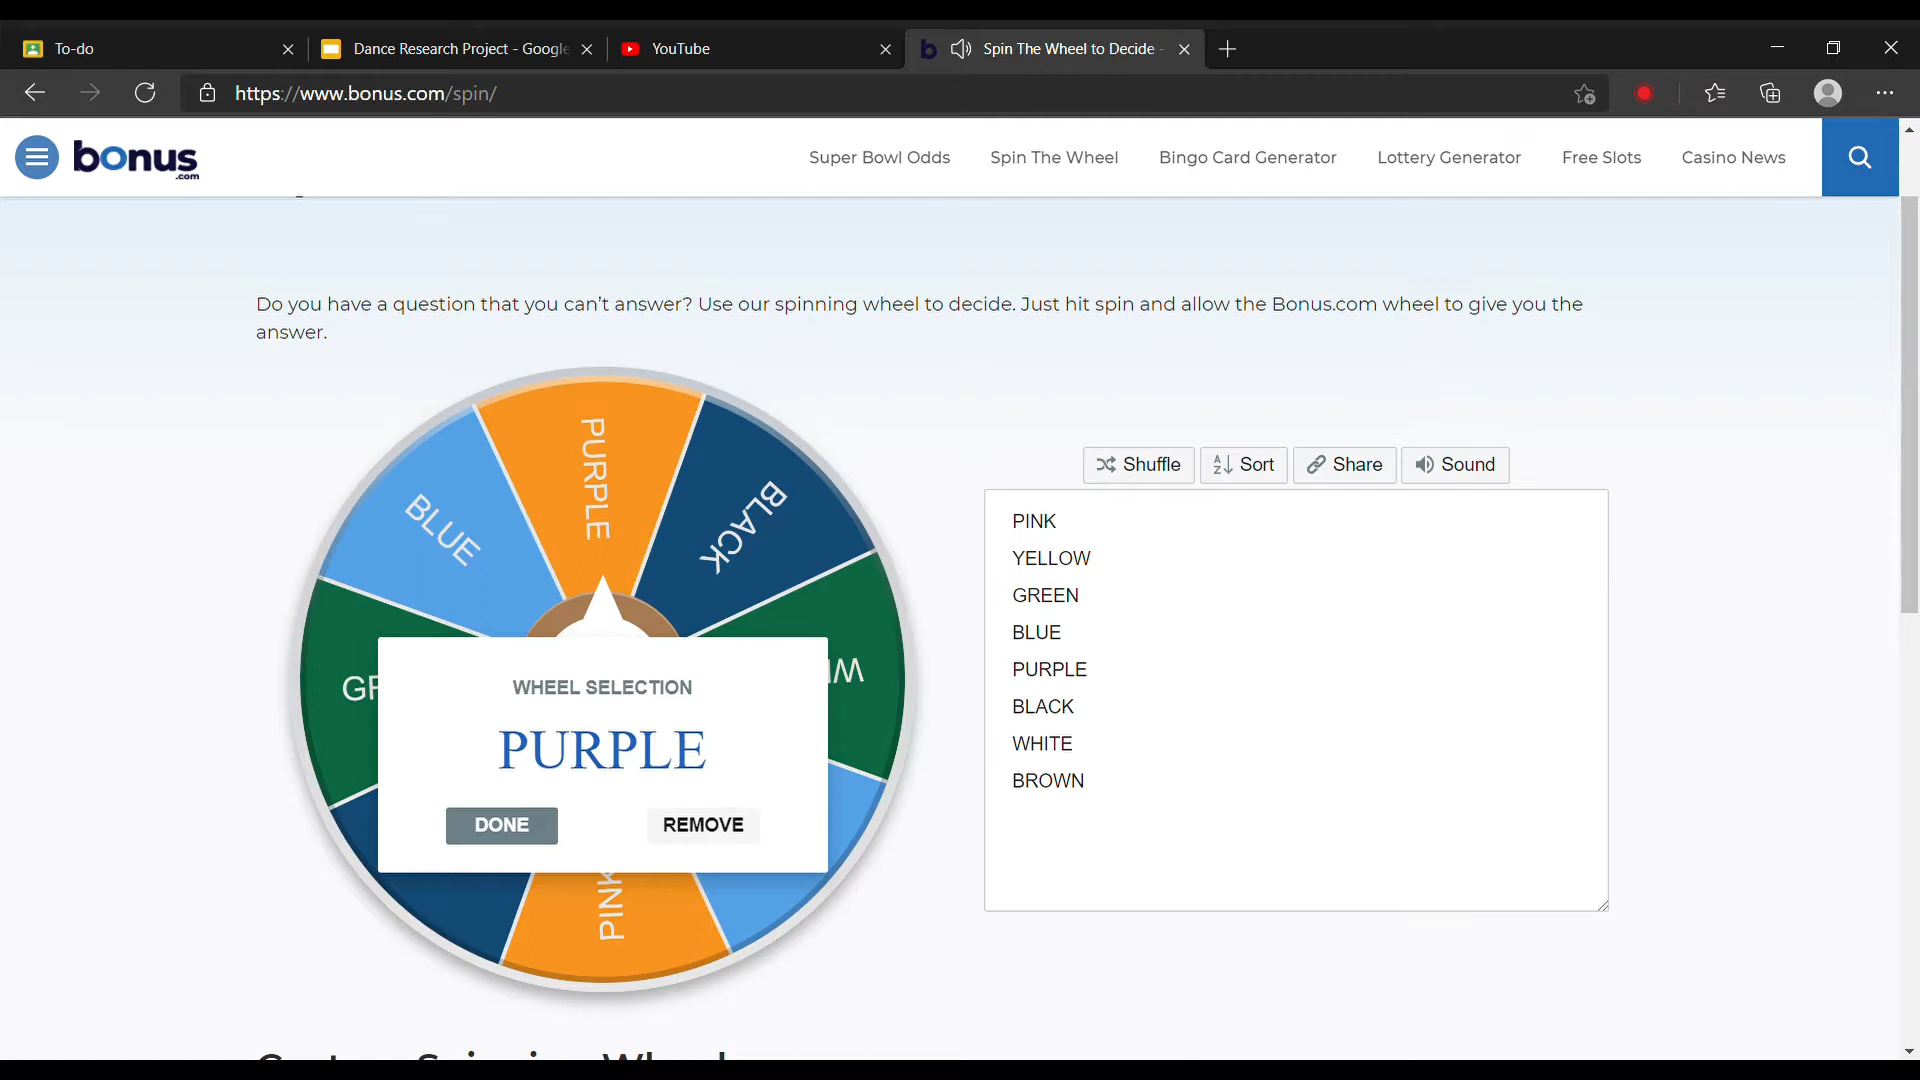 To-do
Dance Research Project - Google
YouTube
Spin The Wheel to Decide -
https://www.bonus.com/spin/
bonus
.com
Super Bowl Odds
Spin The Wheel
Bingo Card Generator
Lottery Generator
Free Slots
Casino News
Do you have a question that you can't answer? Use our spinning wheel to decide. Just hit spin and allow the Bonus.com wheel to give you the
answer.
PURPLE
BLACK
BLUE
GR
WH
PINK
WHEEL SELECTION
PURPLE
DONE
REMOVE
Shuffle
Sort
Share
Sound
PINK
YELLOW
GREEN
BLUE
PURPLE
BLACK
WHITE
BROWN